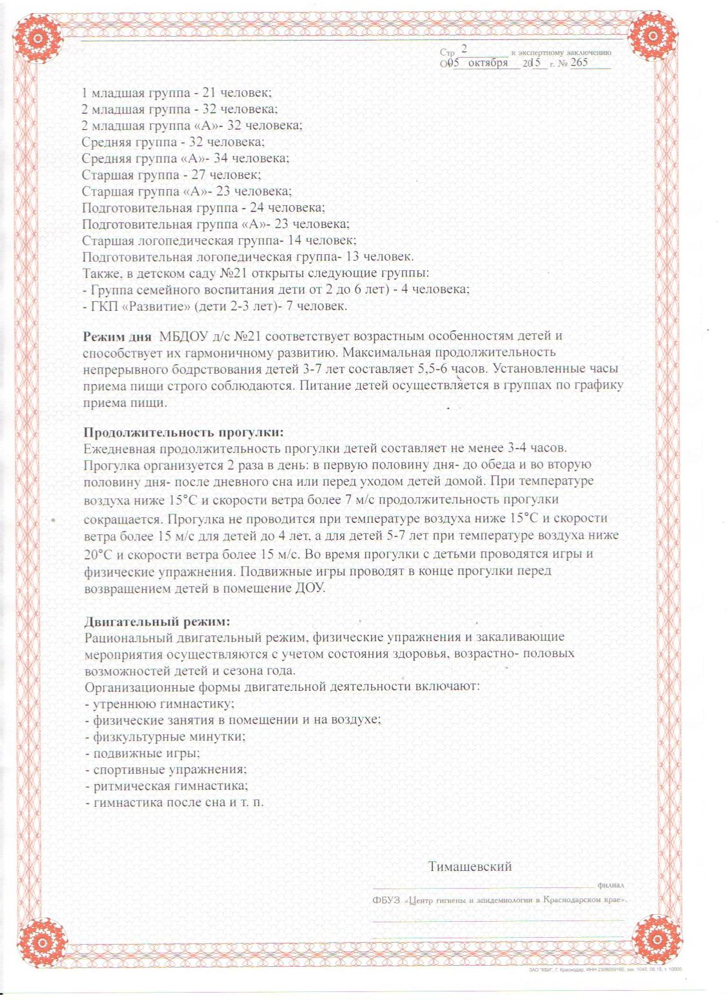 Стр 2 к экспертному заключению
От 05 октября 2015 г. № 265
1 младшая группа - 21 человек;
2 младшая группа - 32 человека;
2 младшая группа «А»- 32 человека;
Средняя группа - 32 человека;
Средняя группа «А»- 34 человека;
Старшая группа - 27 человек;
Старшая группа «А»- 23 человека;
Подготовительная группа - 24 человека;
Подготовительная группа «А»- 23 человека;
Старшая логопедическая группа- 14 человек;
Подготовительная логопедическая группа- 13 человек.
Также, в детском саду №21 открыты следующие группы:
- Группа семейного воспитания дети от 2 до 6 лет) - 4 человека;
- ГКП «Развитие» (дети 2-3 лет)- 7 человек.
Режим дня МБДОУ д/с №21 соответствует возрастным особенностям детей и
способствует их гармоничному развитию. Максимальная продолжительность
непрерывного бодрствования детей 3-7 лет составляет 5,5-6 часов. Установленные часы
приема пищи строго соблюдаются. Питание детей осуществляется в группах по графику
приема пищи.
Продолжительность прогулки:
Ежедневная продолжительность прогулки детей составляет не менее 3-4 часов.
Прогулка организуется 2 раза в день: в первую половину дня- до обеда и во вторую
половину дня- после дневного сна или перед уходом детей домой. При температуре
воздуха ниже 15°С и скорости ветра более 7 м/с продолжительность прогулки
сокращается. Прогулка не проводится при температуре воздуха ниже 15°С и скорости
ветра более 15 м/с для детей до 4 лет, а для детей 5-7 лет при температуре воздуха ниже
20°С и скорости ветра более 15 м/с. Во время прогулки с детьми проводятся игры и
физические упражнения. Подвижные игры проводят в конце прогулки перед
возвращением детей в помещение ДОУ.
Двигательный режим:
Рациональный двигательный режим, физические упражнения и закаливающие
мероприятия осуществляются с учетом состояния здоровья, возрастно- половых
возможностей детей и сезона года.
Организационные формы двигательной деятельности включают:
- утреннюю гимнастику;
- физические занятия в помещении и на воздухе;
- физкультурные минутки;
- подвижные игры;
- спортивные упражнения;
- ритмическая гимнастика;
- гимнастика после сна и т. п.
Тимашевский
филиал
ФБУЗ «Центр гигиены и эпидемиологии в Краснодарском крае».
ЗАО "КБИ", Г. Краснодар, ИНН 2308059160, зак. 1046, 06.15, т. 10000